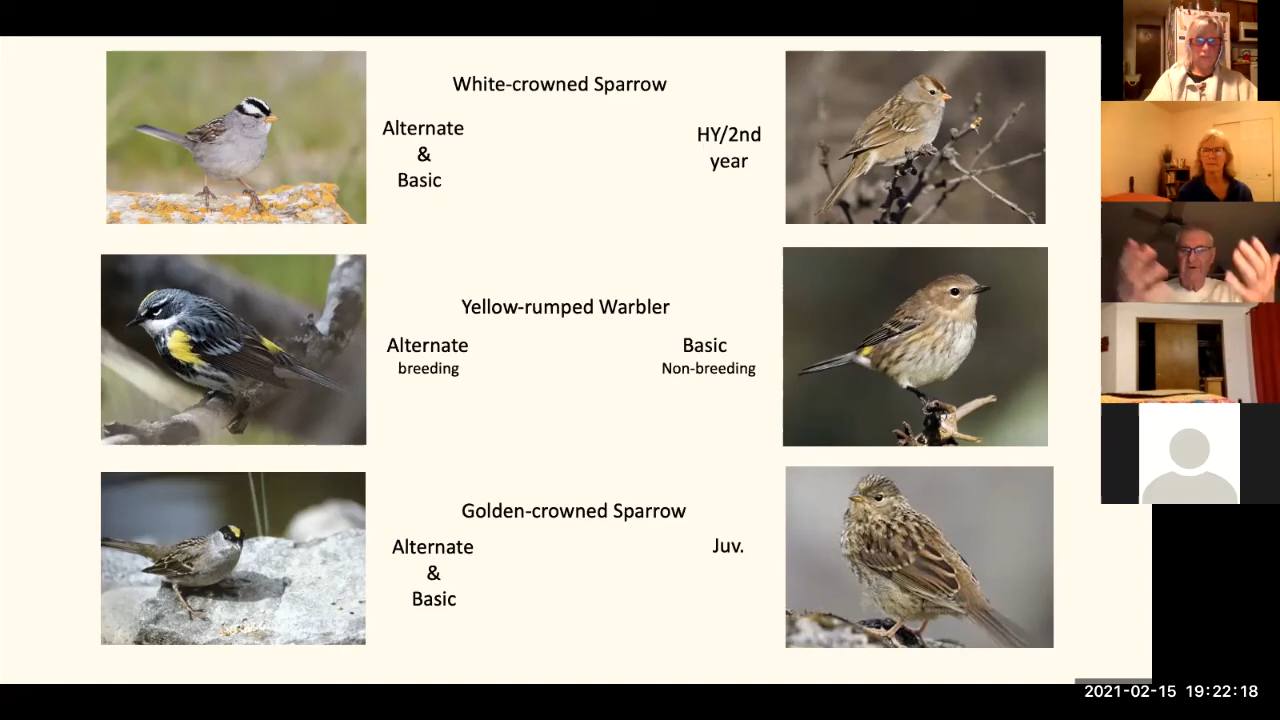 White-crowned Sparrow
Alternate
&
Basic
HY/2nd
year
Yellow-rumped Warbler
Alternate
breeding
Basic
Non-breeding
Golden-crowned Sparrow
Alternate
&
Basic
Juv.
2021-02-15 19:22:18